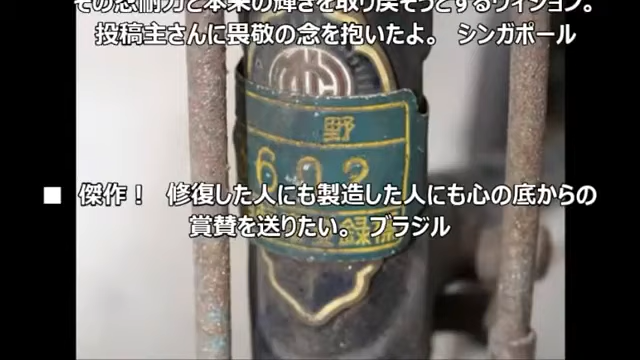 その忍耐力と本来の輝きを取り戻そうとするヴィジョン。
投稿主さんに畏敬の念を抱いたよ。 シンガポール
野
602
■ 傑作！ 修復した人にも製造した人にも心の底からの
賞賛を送りたい。 ブラジル
録